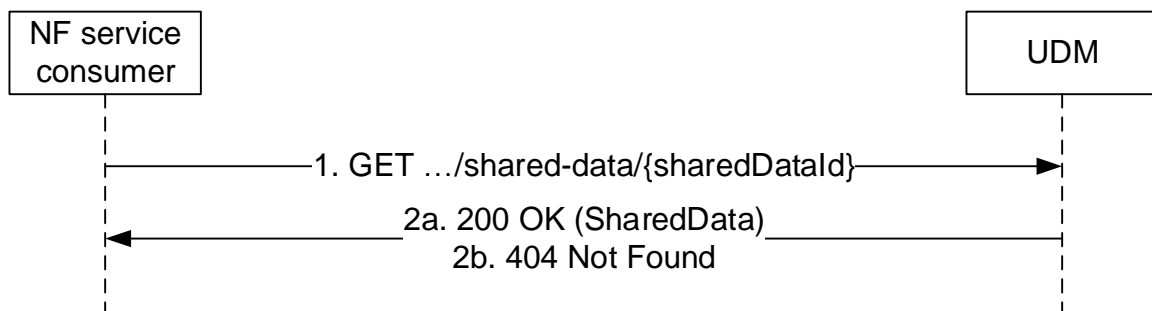 NF service
consumer
UDM
1. GET …/shared-data/{sharedDataId}
2a. 200 OK (SharedData)
2b. 404 Not Found